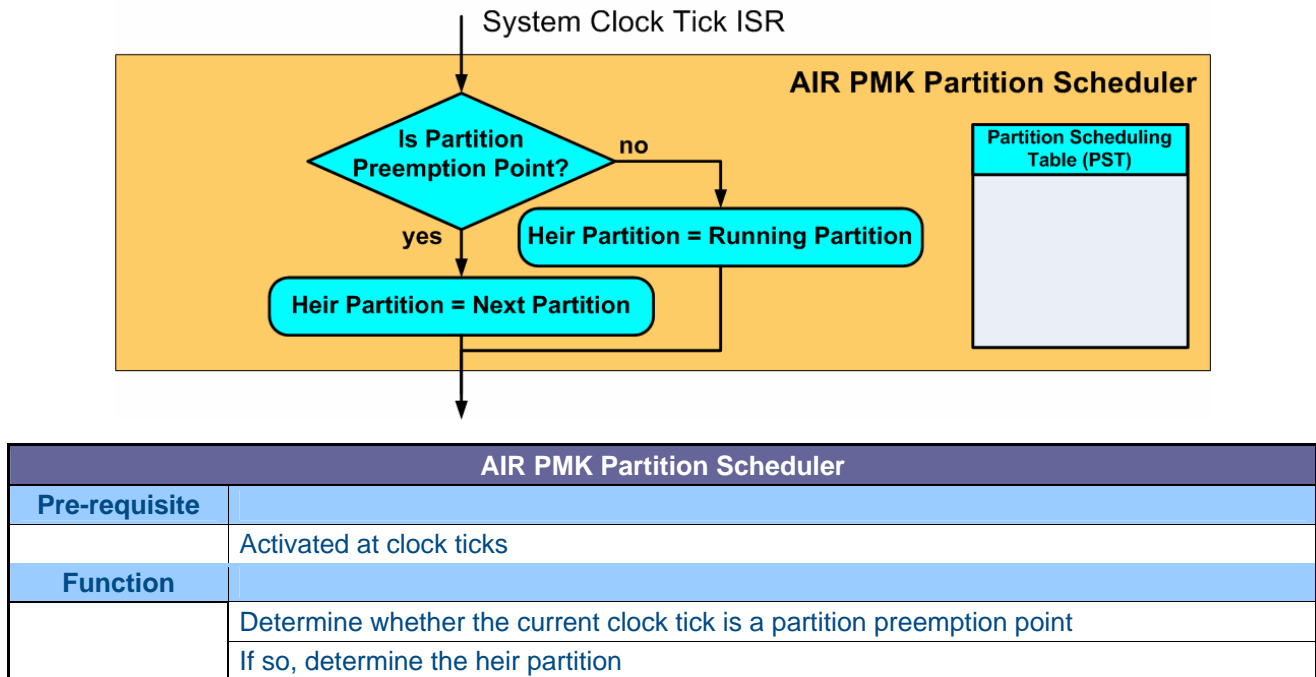 System Clock Tick ISR
AIR PMK Partition Scheduler
Is Partition
Preemption Point?
no
Partition Scheduling
Table (PST)
yes
Heir Partition = Running Partition
Heir Partition = Next Partition
AIR PMK Partition Scheduler
Pre-requisite
Activated at clock ticks
Function
Determine whether the current clock tick is a partition preemption point
If so, determine the heir partition